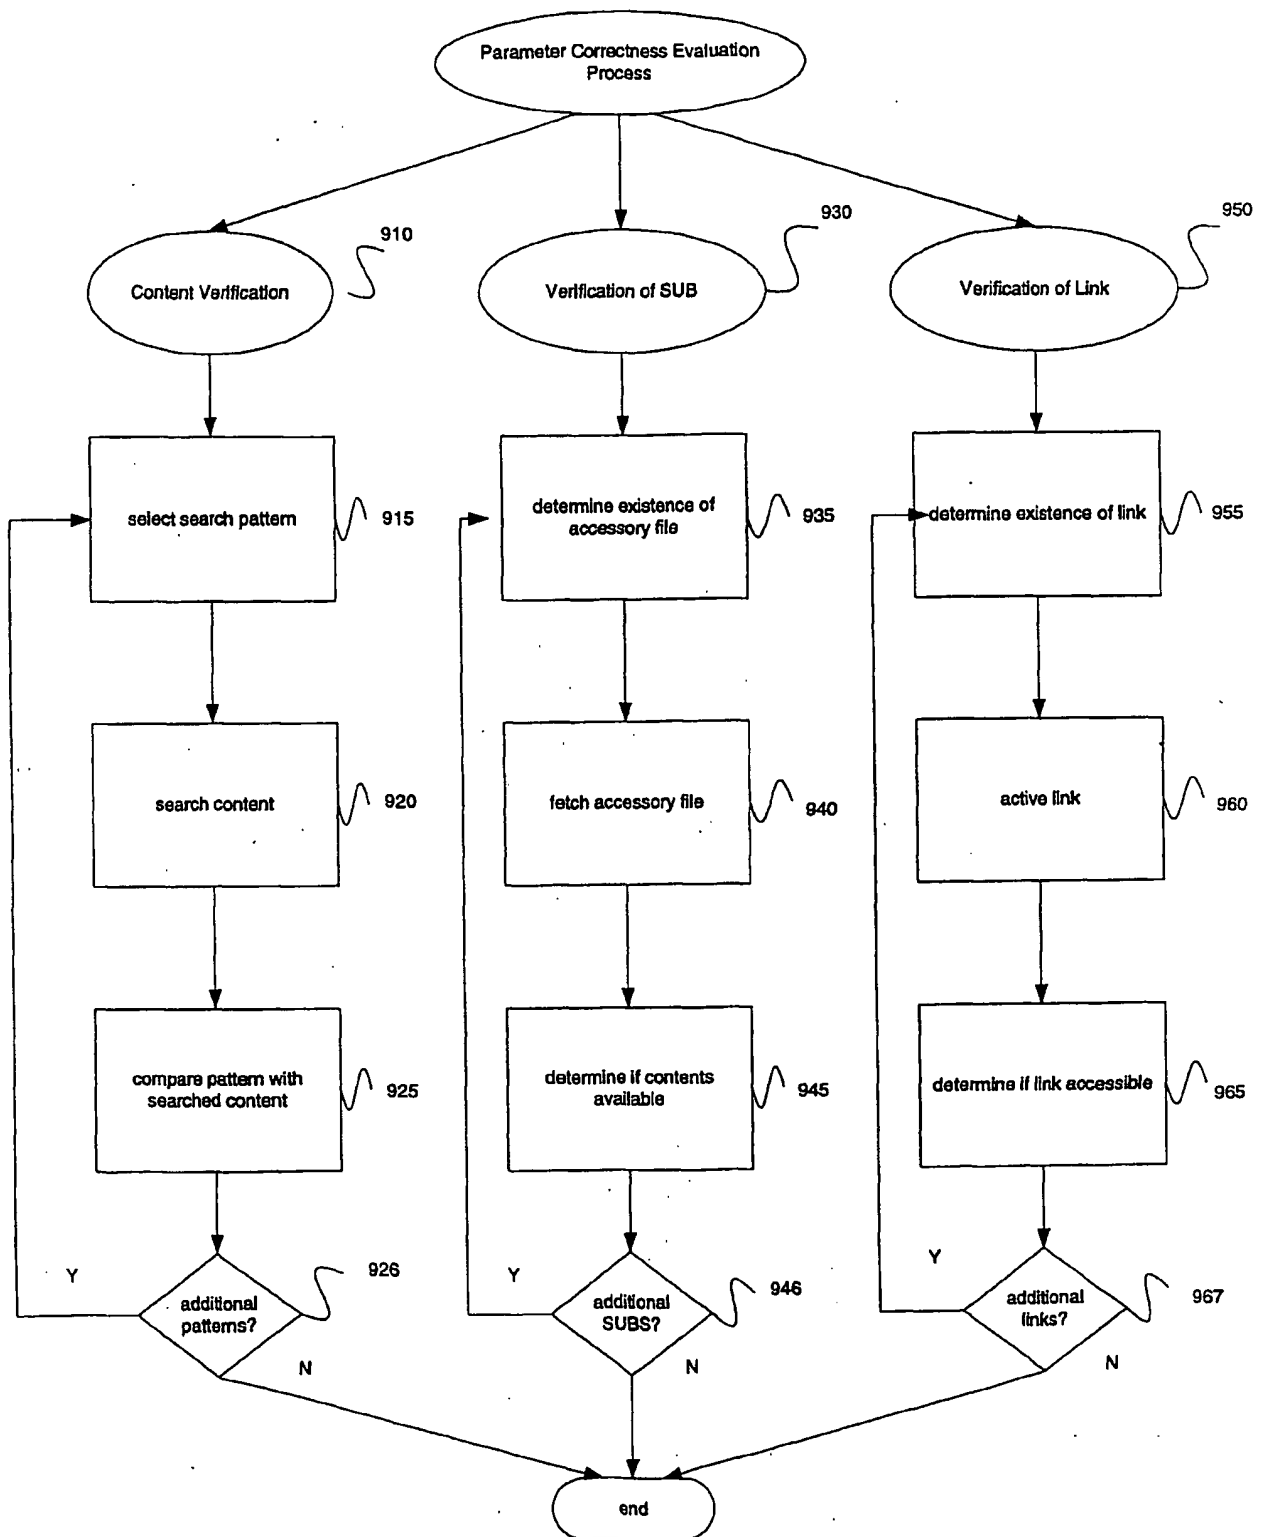 Parameter Correctness Evaluation
Process
910
930
950
Content Verification
Verification of SUB
Verification of Link
select search pattern
915
determine existence of
accessory file
935
determine existence of link
955
search content
920
fetch accessory file
940
active link
960
compare pattern with
searched content
925
determine if contents
available
945
determine if link accessible
965
Y
additional
patterns?
926
N
Y
additional
SUBS?
946
N
Y
additional
links?
967
N
end